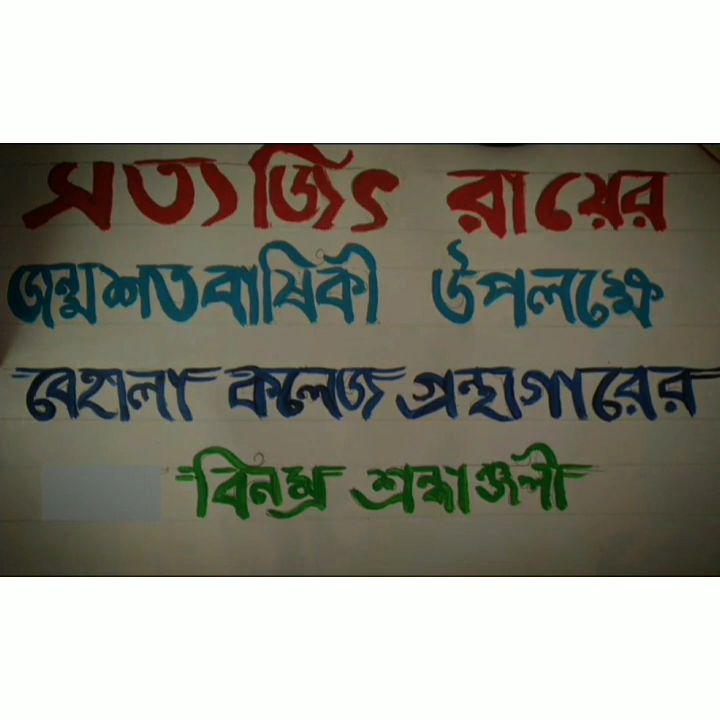 সত্যজিৎ রায়ের
জন্মশতবার্ষিকী উপলক্ষে
বেহালা কলেজ গ্রন্থাগারের
বিনম্র শ্রদ্ধাঞ্জলী